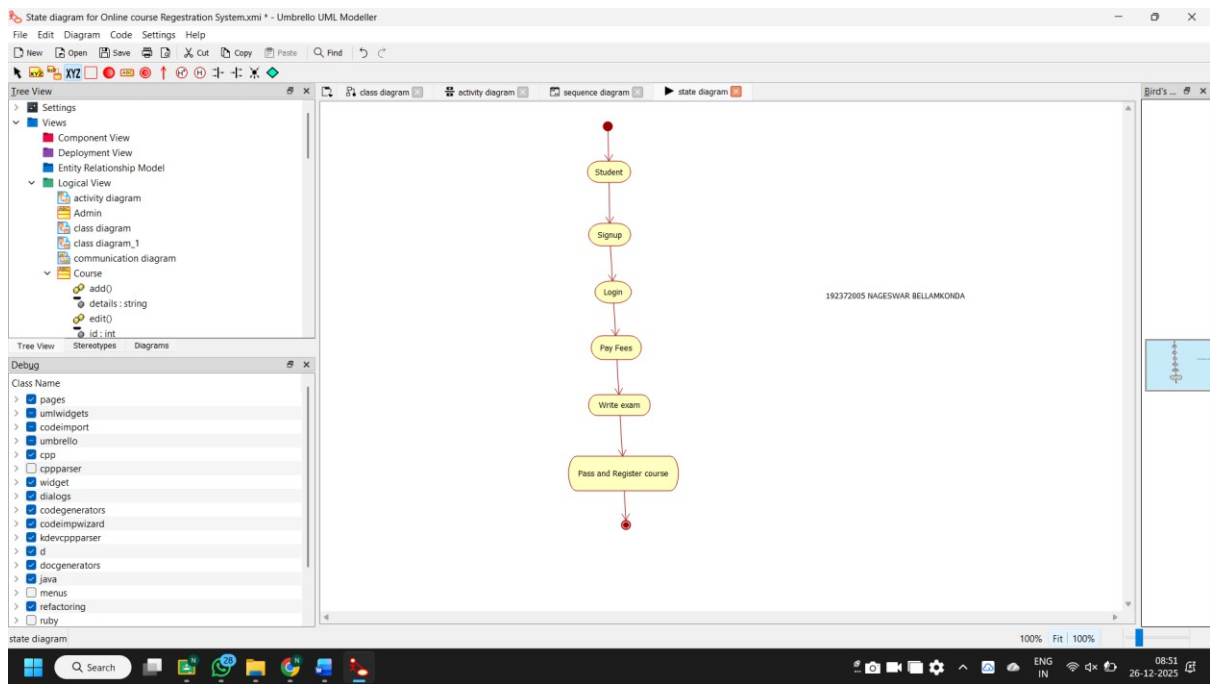 State diagram for Online course Regestration System.xmi * - Umbrello UML Modeller
File Edit Diagram Code Settings Help
New Open Save Cut Copy Paste Find
XYZ XYZ ABC H H
Tree View
class diagram activity diagram sequence diagram state diagram
Bird's ...
Settings
Views
Component View
Deployment View
Entity Relationship Model
Logical View
activity diagram
Admin
class diagram
class diagram_1
communication diagram
Course
add()
details : string
edit()
id : int
Tree View Stereotypes Diagrams
Debug
Class Name
pages
umlwidgets
codeimport
umbrello
cpp
cppparser
widget
dialogs
codegenerators
codeimpwizard
kdevcppparser
d
docgenerators
java
menus
refactoring
ruby
Student
Signup
Login
Pay Fees
Write exam
Pass and Register course
192372005 NAGESWAR BELLAMKONDA
state diagram
100% Fit 100%
Search
28
ENG
IN
08:51
26-12-2025